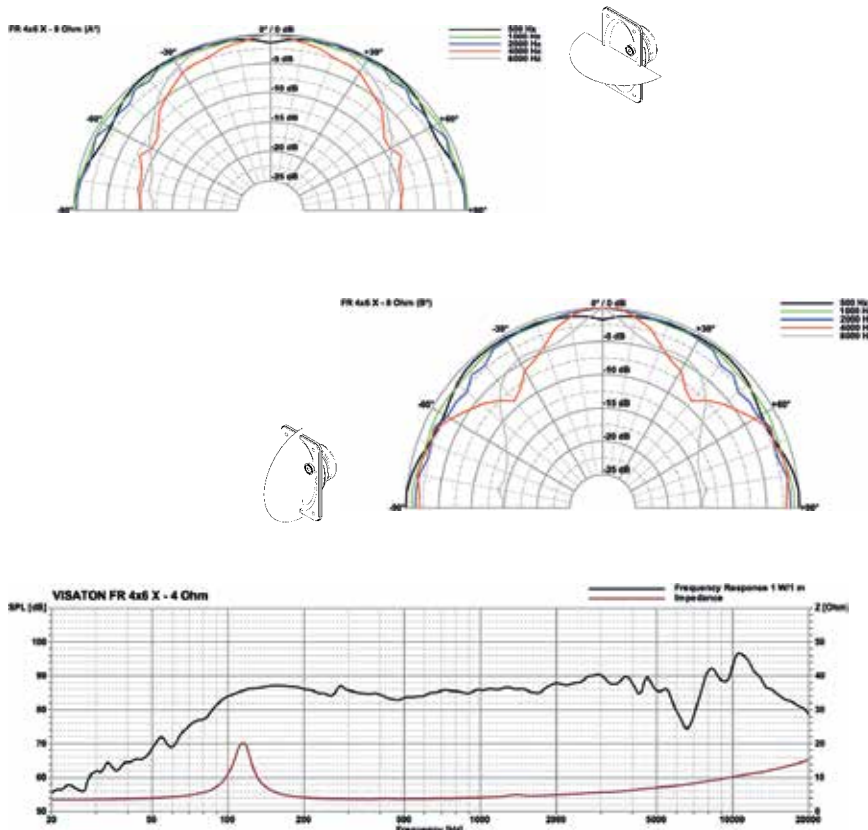 FR 4x6 X - 8 Ohm (A*)
0° / 0 dB
500 Hz
1000 Hz
2000 Hz
4000 Hz
8000 Hz
-30°
+30°
-5 dB
-10 dB
-60°
+60°
-15 dB
-20 dB
-25 dB
-90°
+90°
FR 4x6 X - 8 Ohm (B*)
0° / 0 dB
500 Hz
1000 Hz
2000 Hz
4000 Hz
8000 Hz
-30°
+30°
-5 dB
-10 dB
-60°
+60°
-15 dB
-20 dB
-25 dB
-90°
+90°
VISATON FR 4x6 X - 4 Ohm
Frequency Response 1 W/1 m
Impedance
SPL [dB]
Z [Ohm]
100
50
90
40
80
30
70
20
60
10
50
0
20 50 100 200 500 1000 2000 5000 10000 20000
Frequency [Hz]